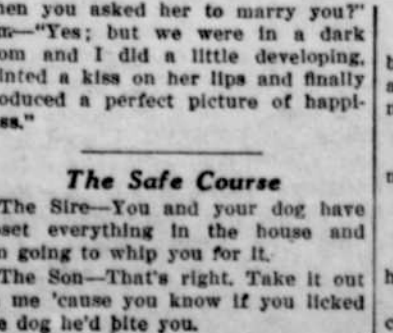 hen you asked her to marry you?"
m—"Yes; but we were in a dark
om and I did a little developing.
inted a kiss on her lips and finally
oduced a perfect picture of happi-
ss."
The Safe Course
The Sire—You and your dog have
set everything in the house and
n going to whip you for it.
The Son—That's right. Take it out
me 'cause you know if you licked
e dog he'd bite you.